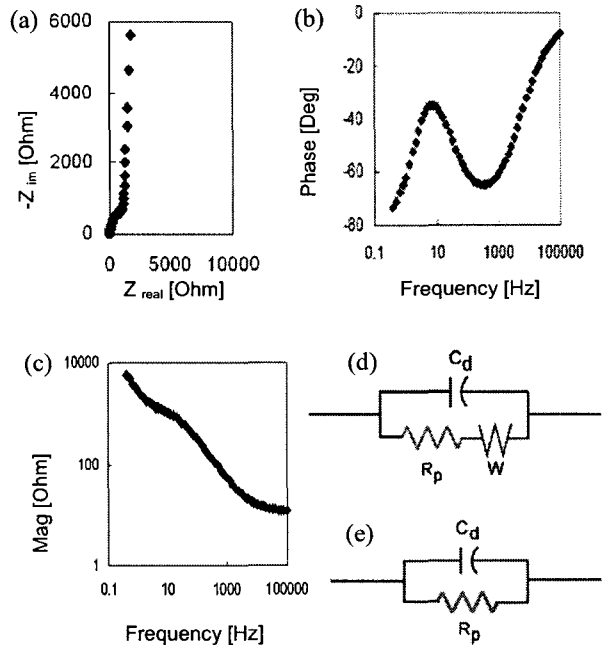 (a)
6000
4000
2000
0
-Z im [Ohm]
0 5000 10000
Z real [Ohm]
(b)
0
-20
-40
-60
-80
Phase [Deg]
0.1 10 1000 100000
Frequency [Hz]
(c)
10000
100
1
Mag [Ohm]
0.1 10 1000 100000
Frequency [Hz]
(d)
Cd
Rp
W
(e)
Cd
Rp